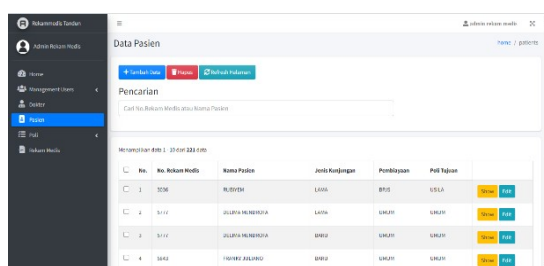 Rekammedis Tandun
admin rekam medis
Admin Rekam Medis
Data Pasien
home / patients
Home
Management Users
Dokter
Pasien
Poli
Rekam Medis
+ Tambah Data
Hapus
Refresh Halaman
Pencarian
Cari No.Rekam Medis atau Nama Pasien
Menampilkan data 1 - 10 dari 221 data
No. No. Rekam Medis Nama Pasien Jenis Kunjungan Pembiayaan Poli Tujuan
1 LAMA BPJS Show Edit
2 5777 LAMA UMUM UMUM Show Edit
3 5777 BARU UMUM UMUM Show Edit
4 BARU UMUM UMUM Show Edit